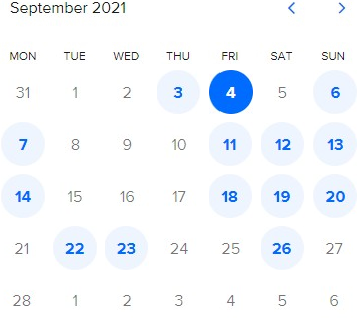 September 2021
MON TUE WED THU FRI SAT SUN
31 1 2 3 4 5 6
7 8 9 10 11 12 13
14 15 16 17 18 19 20
21 22 23 24 25 26 27
28 1 2 3 4 5 6